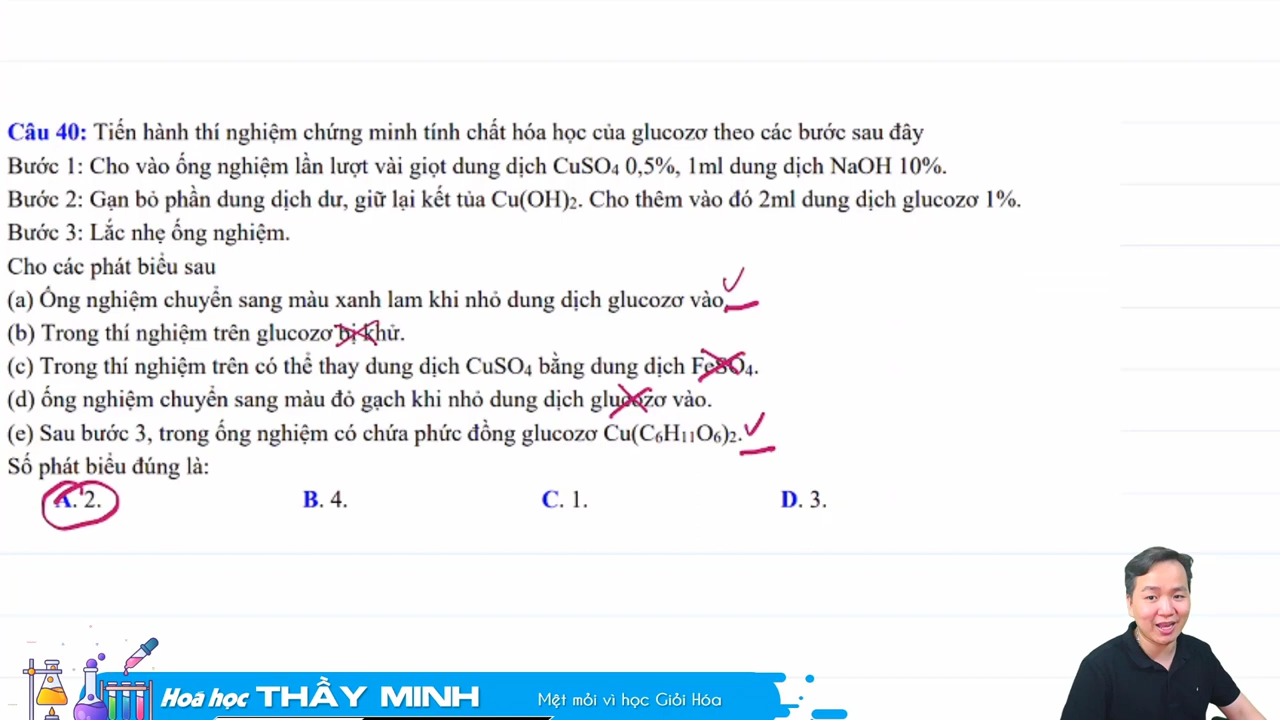 Câu 40: Tiến hành thí nghiệm chứng minh tính chất hóa học của glucozơ theo các bước sau đây
Bước 1: Cho vào ống nghiệm lần lượt vài giọt dung dịch CuSO₄ 0,5%, 1ml dung dịch NaOH 10%.
Bước 2: Gạn bỏ phần dung dịch dư, giữ lại kết tủa Cu(OH)₂. Cho thêm vào đó 2ml dung dịch glucozơ 1%.
Bước 3: Lắc nhẹ ống nghiệm.
Cho các phát biểu sau
(a) Ống nghiệm chuyển sang màu xanh lam khi nhỏ dung dịch glucozơ vào.
(b) Trong thí nghiệm trên glucozơ bị khử.
(c) Trong thí nghiệm trên có thể thay dung dịch CuSO₄ bằng dung dịch FeSO₄.
(d) ống nghiệm chuyển sang màu đỏ gạch khi nhỏ dung dịch glucozơ vào.
(e) Sau bước 3, trong ống nghiệm có chứa phức đồng glucozơ Cu(C₆H₁₁O₆)₂.
Số phát biểu đúng là:
A. 2. B. 4. C. 1. D. 3.
Hoá học THẦY MINH Mệt mỏi vì học Giỏi Hóa